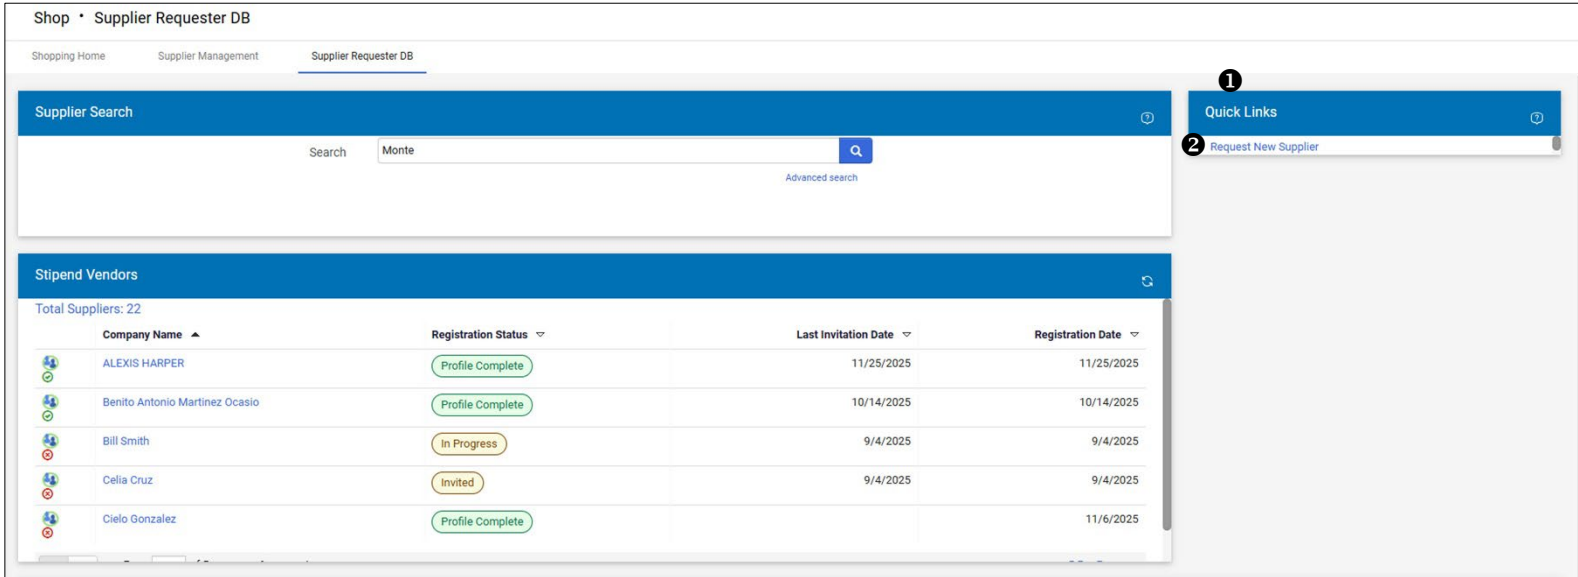 Shop • Supplier Requester DB
Shopping Home Supplier Management Supplier Requester DB
❶
Supplier Search
Quick Links
Search Monte
❷ Request New Supplier
Advanced search
Stipend Vendors
Total Suppliers: 22
Company Name Registration Status Last Invitation Date Registration Date
ALEXIS HARPER Profile Complete 11/25/2025 11/25/2025
Benito Antonio Martinez Ocasio Profile Complete 10/14/2025 10/14/2025
Bill Smith In Progress 9/4/2025 9/4/2025
Celia Cruz Invited 9/4/2025 9/4/2025
Cielo Gonzalez Profile Complete 11/6/2025